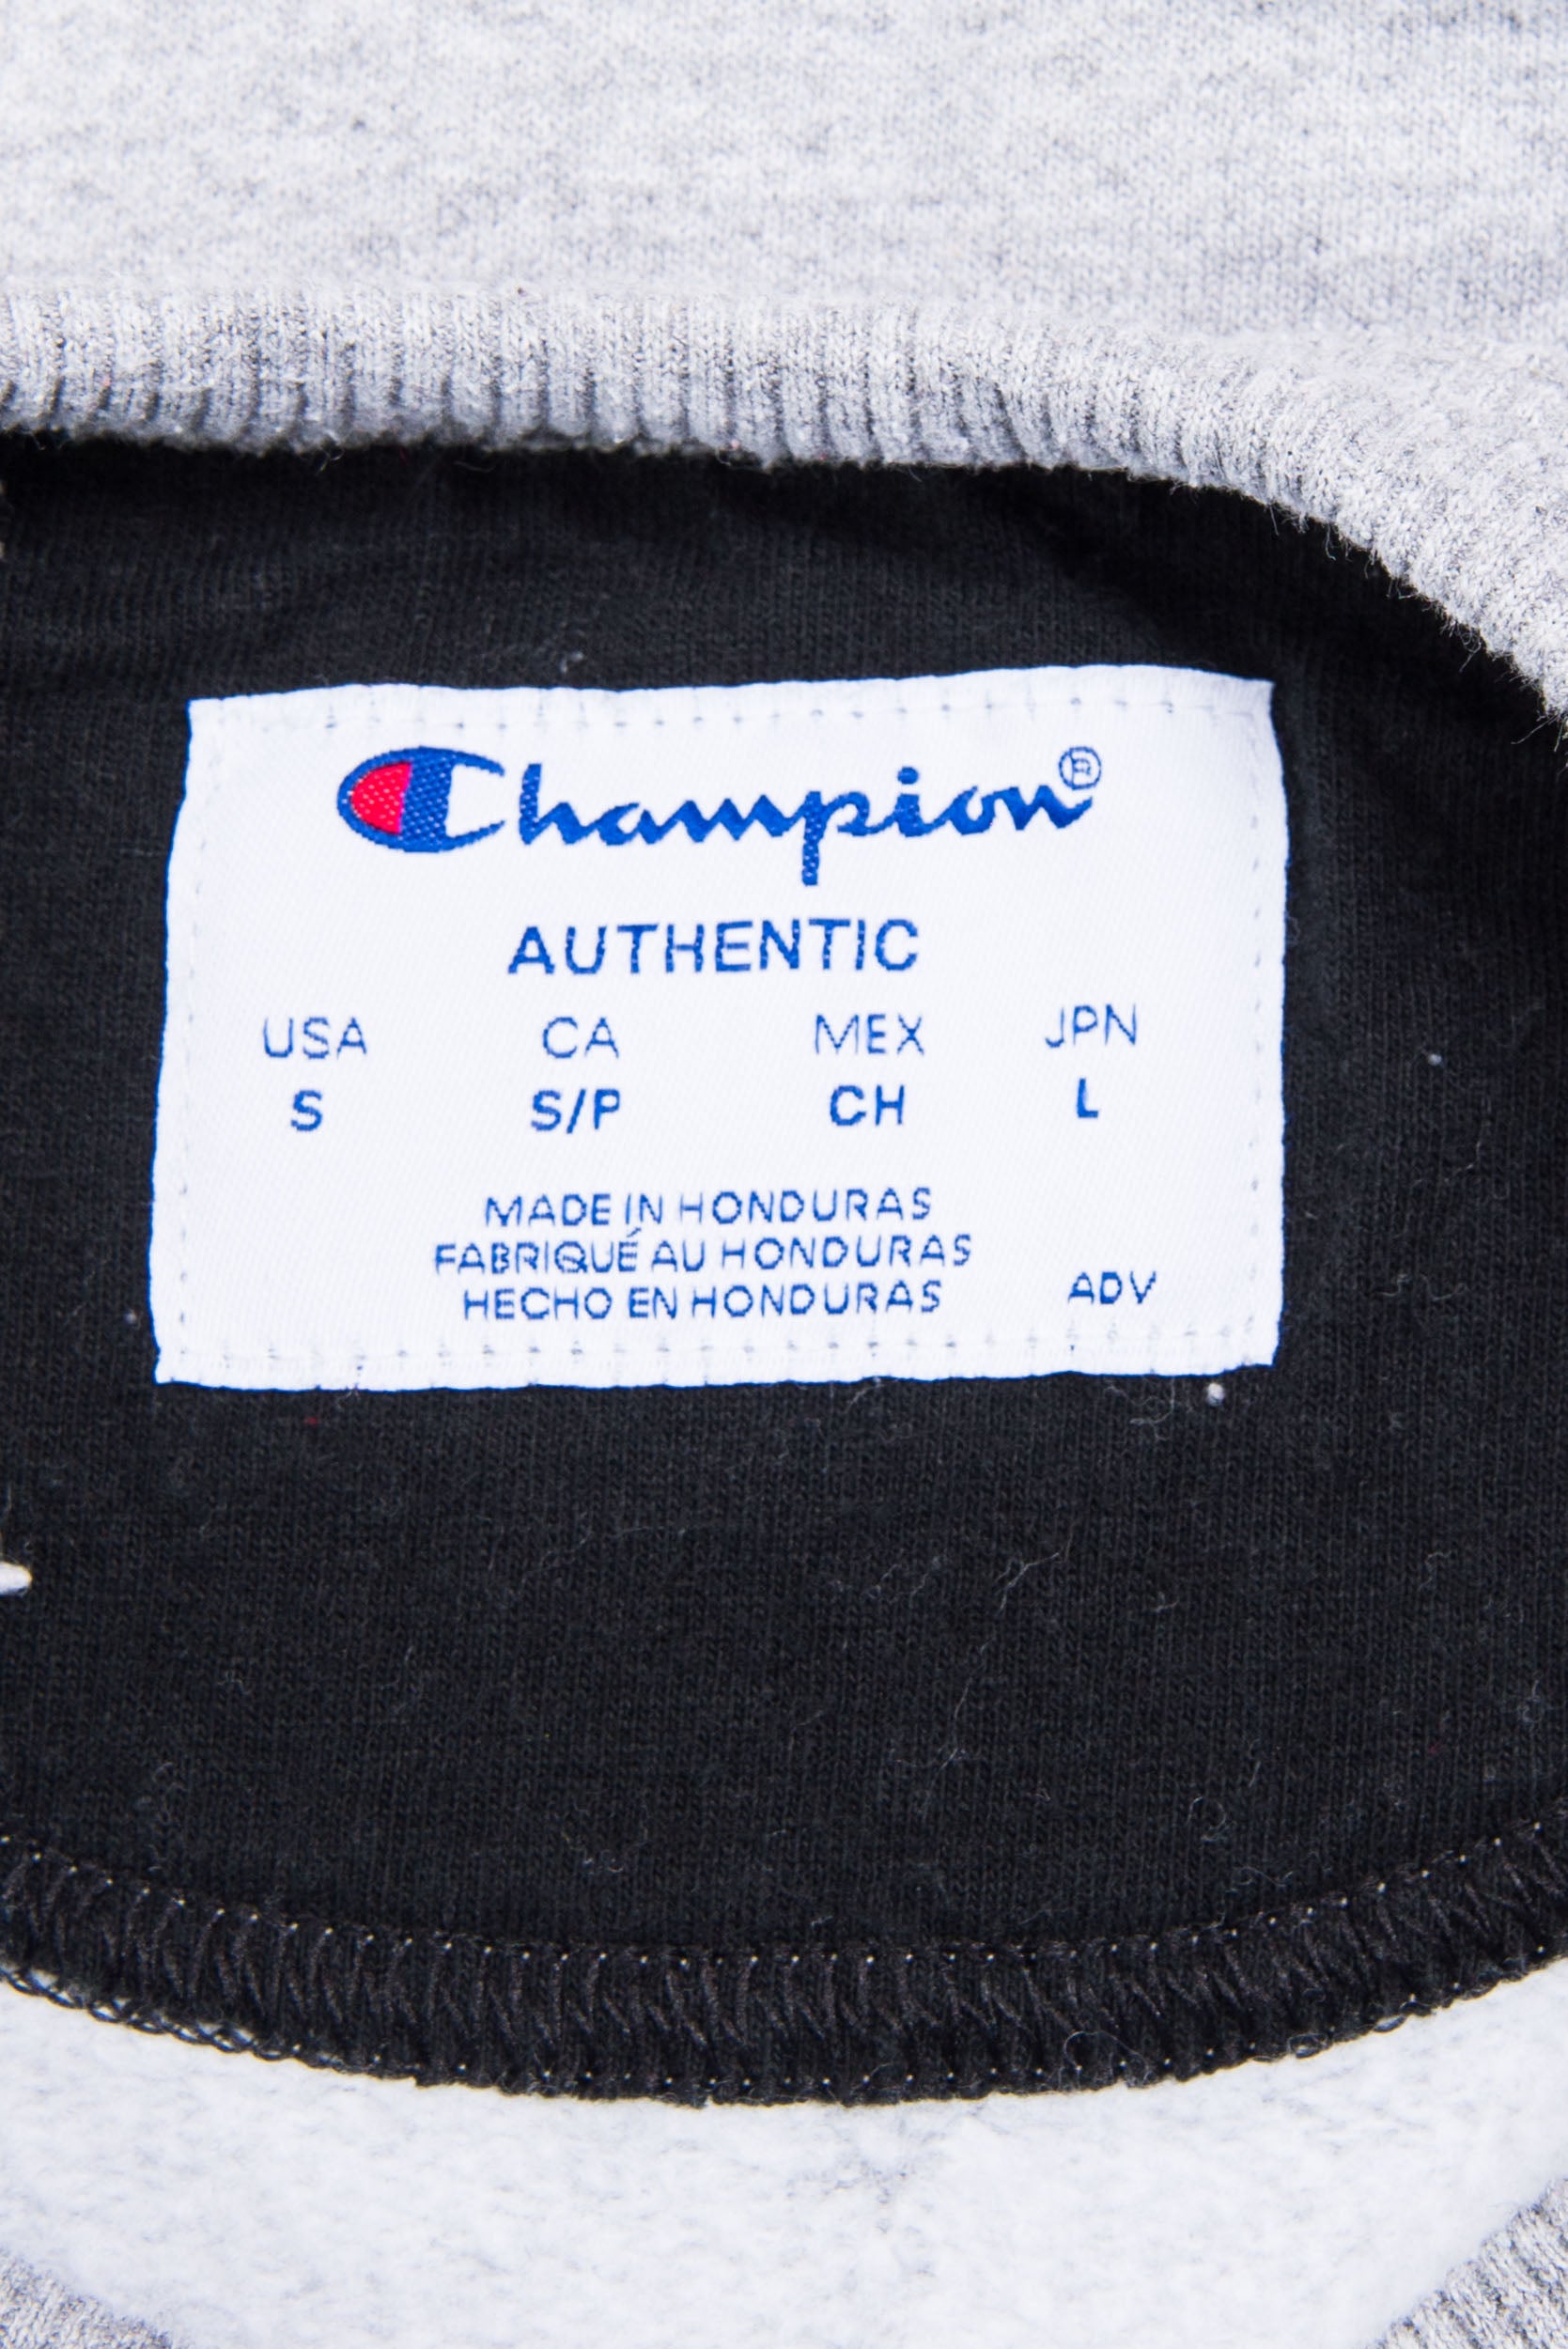 Champion®
AUTHENTIC
USA CA MEX JPN
S S/P CH L
MADE IN HONDURAS
FABRIQUÉ AU HONDURAS
HECHO EN HONDURAS
ADV